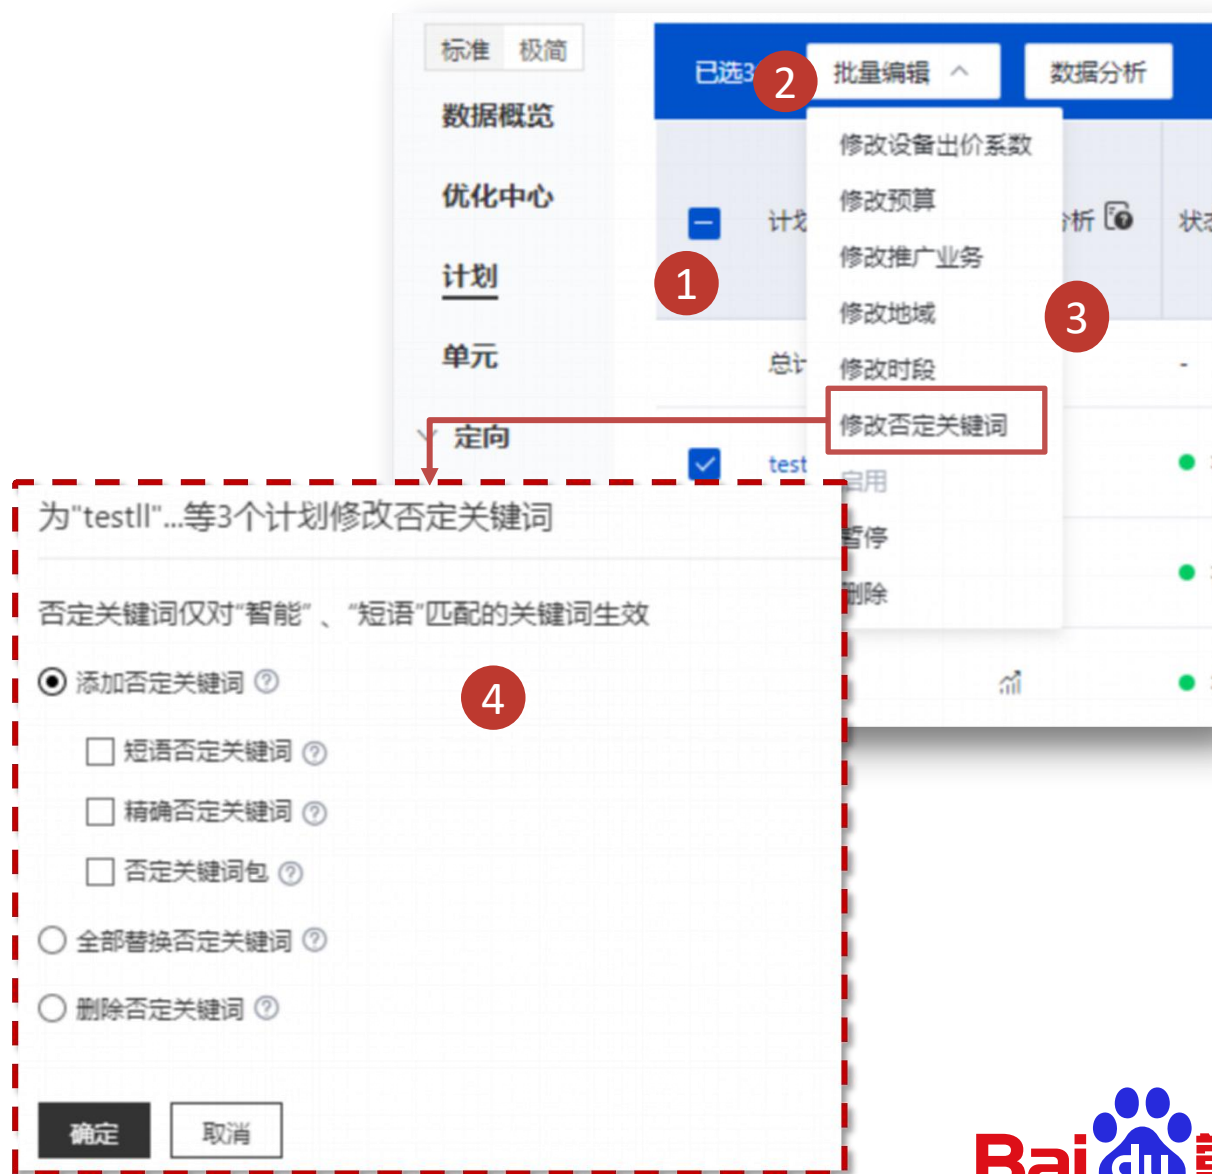 标准 极简
已选3
2
批量编辑
数据分析
数据概览
优化中心
计划
单元
定向
计
1
析
状
总计
-
test
修改设备出价系数
修改预算
修改推广业务
修改地域
3
修改时段
修改否定关键词
启用
暂停
删除
为"testll"...等3个计划修改否定关键词
否定关键词仅对“智能”、“短语”匹配的关键词生效
添加否定关键词
4
短语否定关键词
精确否定关键词
否定关键词包
全部替换否定关键词
删除否定关键词
确定 取消
Bai du